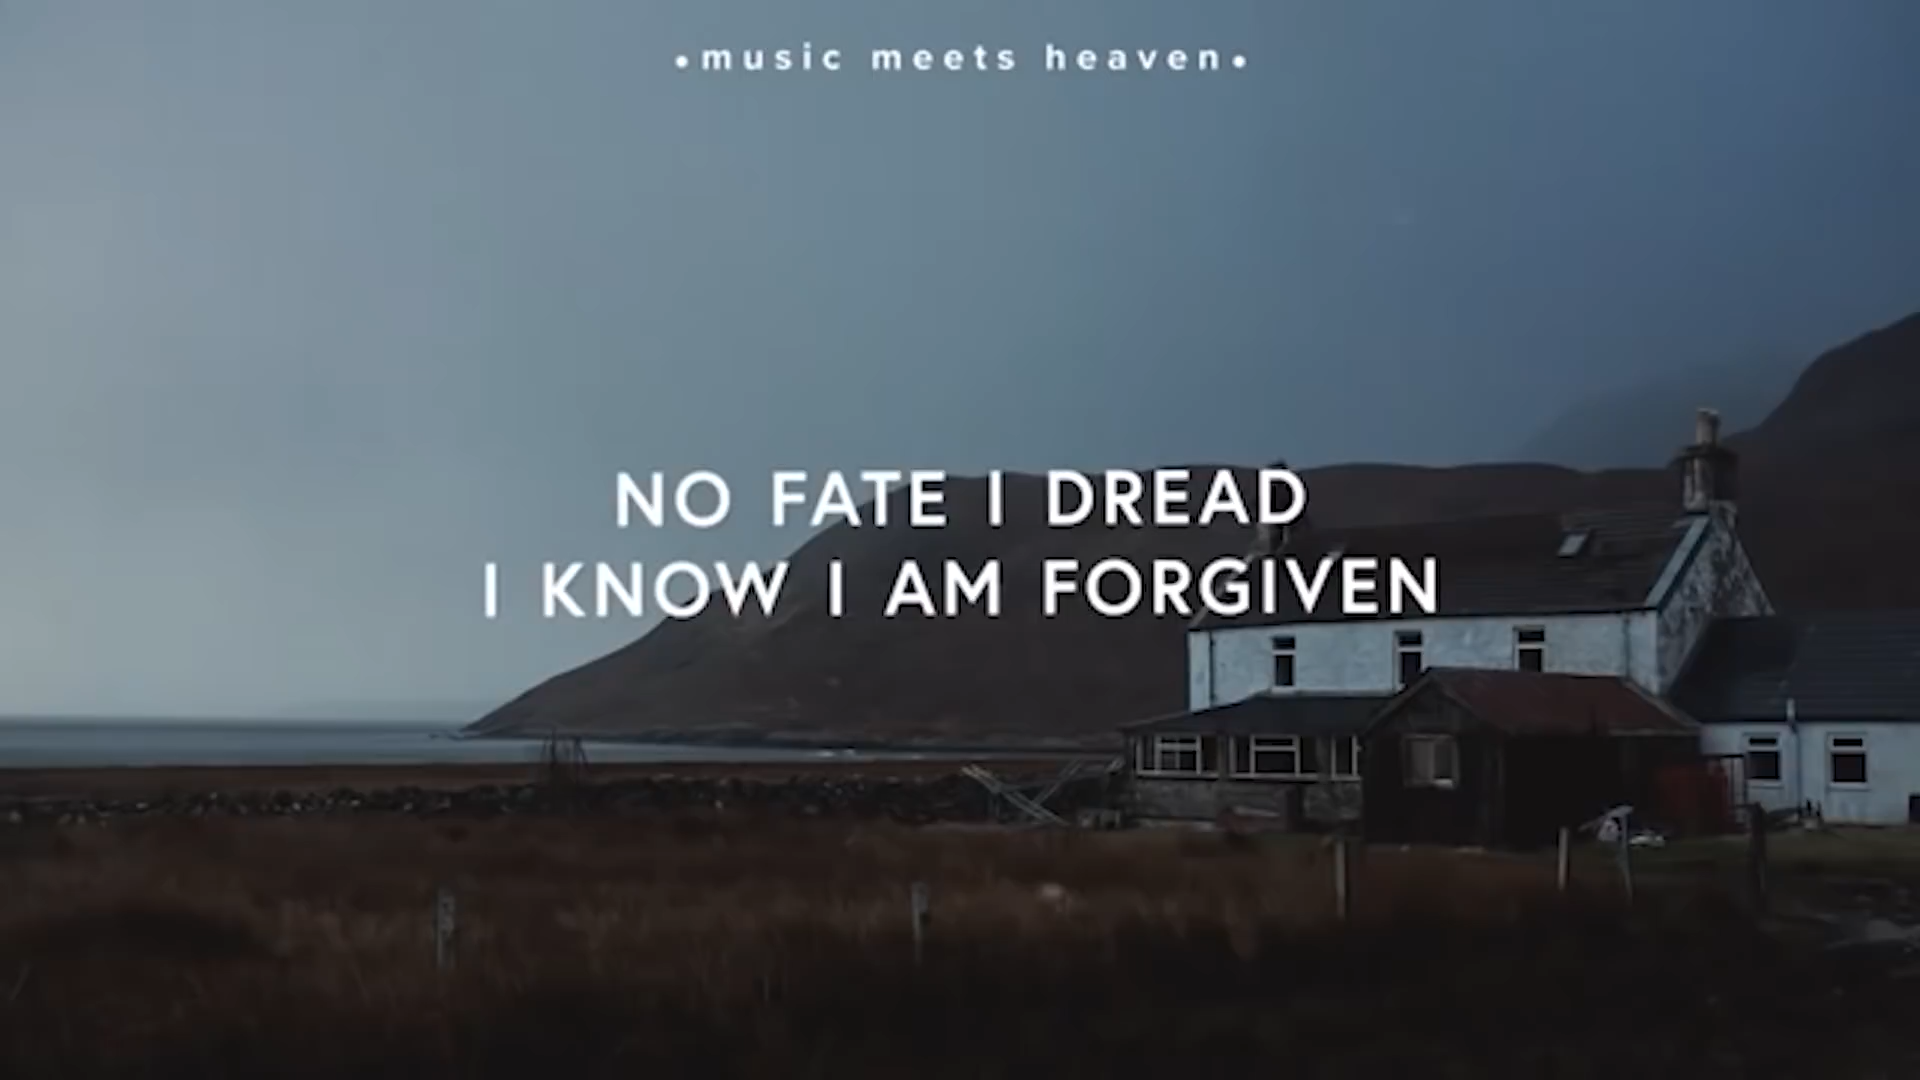 •music meets heaven•
NO FATE I DREAD
I KNOW I AM FORGIVEN